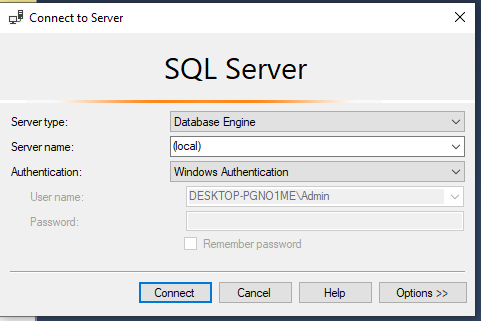 Connect to Server
SQL Server
Server type: Database Engine
Server name: (local)
Authentication: Windows Authentication
User name: DESKTOP-PGNO1ME\Admin
Password:
Remember password
Connect Cancel Help Options >>